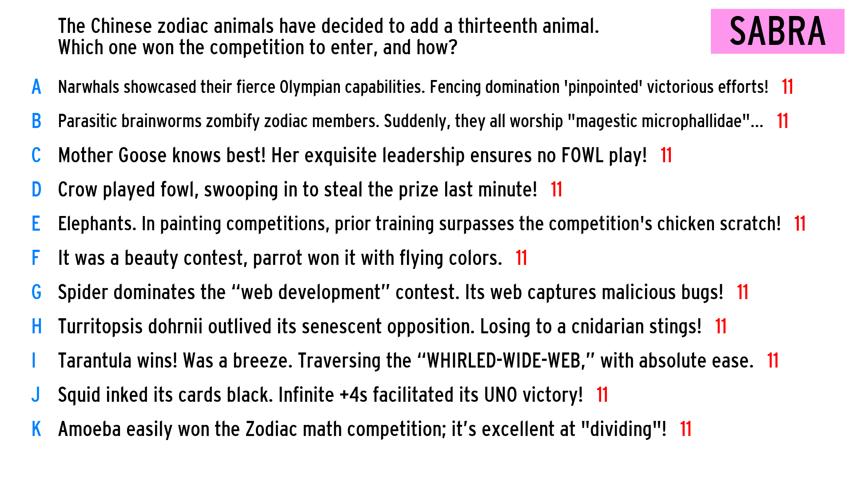 The Chinese zodiac animals have decided to add a thirteenth animal.
Which one won the competition to enter, and how?
SABRA
A Narwhals showcased their fierce Olympian capabilities. Fencing domination 'pinpointed' victorious efforts! 11
B Parasitic brainworms zombify zodiac members. Suddenly, they all worship "magestic microphallidae"... 11
C Mother Goose knows best! Her exquisite leadership ensures no FOWL play! 11
D Crow played fowl, swooping in to steal the prize last minute! 11
E Elephants. In painting competitions, prior training surpasses the competition's chicken scratch! 11
F It was a beauty contest, parrot won it with flying colors. 11
G Spider dominates the “web development” contest. Its web captures malicious bugs! 11
H Turritopsis dohrnii outlived its senescent opposition. Losing to a cnidarian stings! 11
I Tarantula wins! Was a breeze. Traversing the “WHIRLED-WIDE-WEB,” with absolute ease. 11
J Squid inked its cards black. Infinite +4s facilitated its UNO victory! 11
K Amoeba easily won the Zodiac math competition; it’s excellent at "dividing"! 11